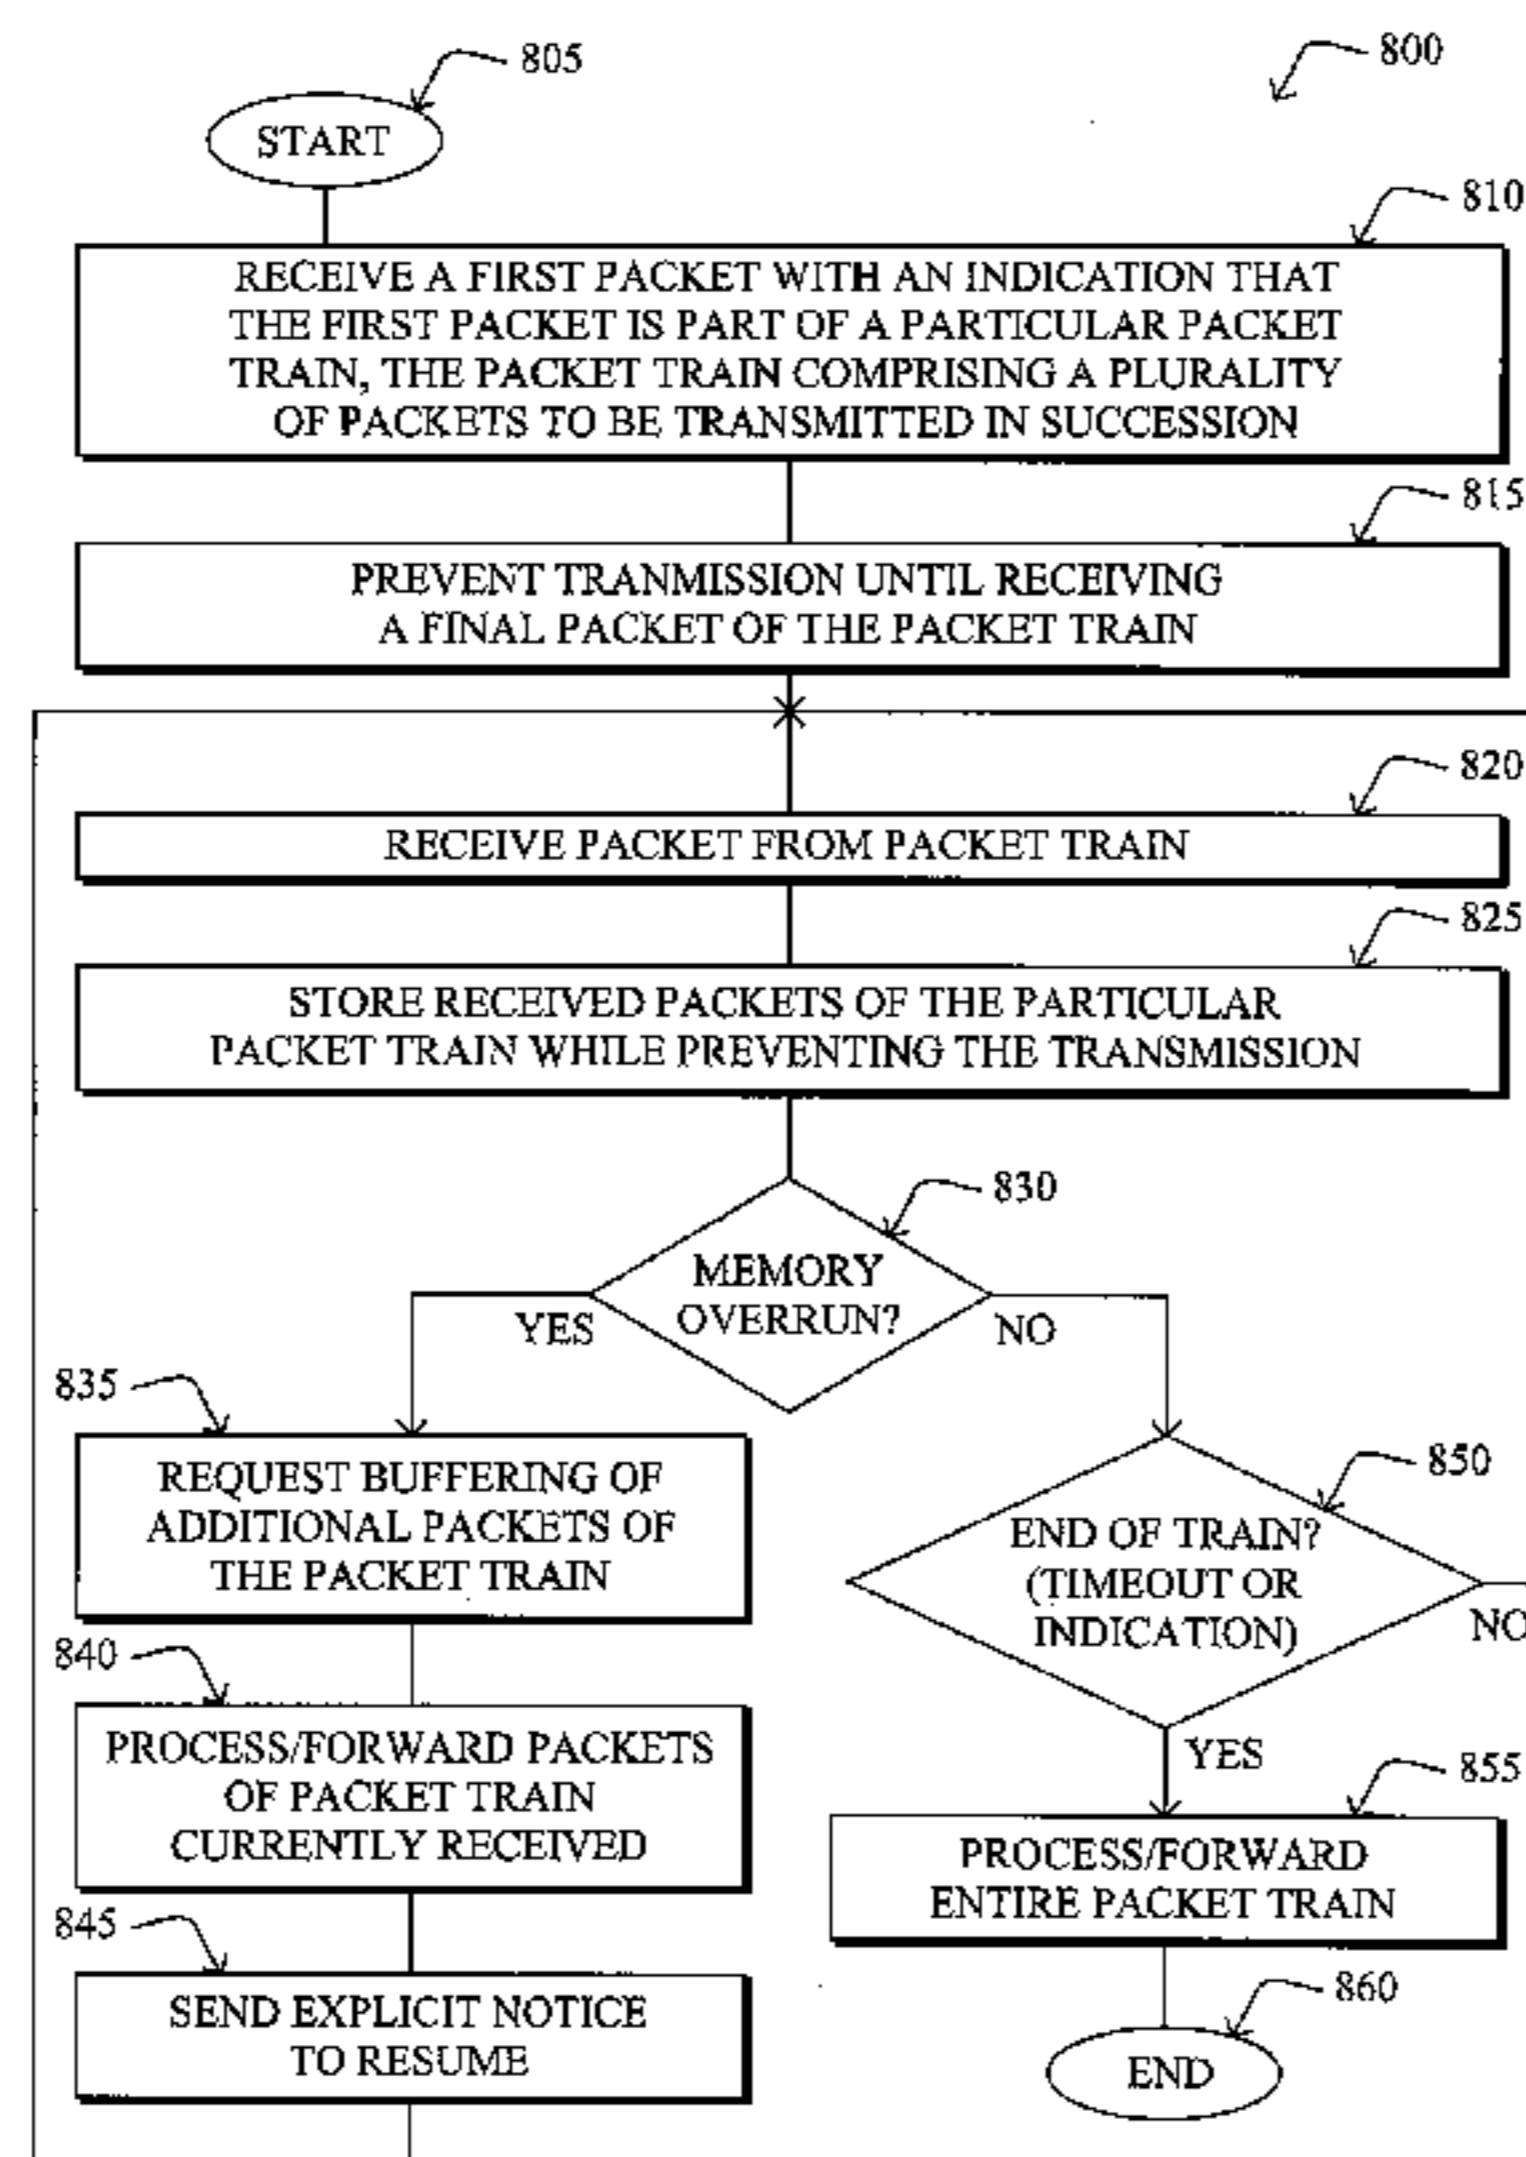 805
800
START
810
RECEIVE A FIRST PACKET WITH AN INDICATION THAT
THE FIRST PACKET IS PART OF A PARTICULAR PACKET
TRAIN, THE PACKET TRAIN COMPRISING A PLURALITY
OF PACKETS TO BE TRANSMITTED IN SUCCESSION
815
PREVENT TRANMISSION UNTIL RECEIVING
A FINAL PACKET OF THE PACKET TRAIN
820
RECEIVE PACKET FROM PACKET TRAIN
825
STORE RECEIVED PACKETS OF THE PARTICULAR
PACKET TRAIN WHILE PREVENTING THE TRANSMISSION
830
MEMORY
OVERRUN?
YES
NO
835
REQUEST BUFFERING OF
ADDITIONAL PACKETS OF
THE PACKET TRAIN
850
END OF TRAIN?
(TIMEOUT OR
INDICATION)
NO
840
PROCESS/FORWARD PACKETS
OF PACKET TRAIN
CURRENTLY RECEIVED
YES
855
PROCESS/FORWARD
ENTIRE PACKET TRAIN
845
SEND EXPLICIT NOTICE
TO RESUME
860
END